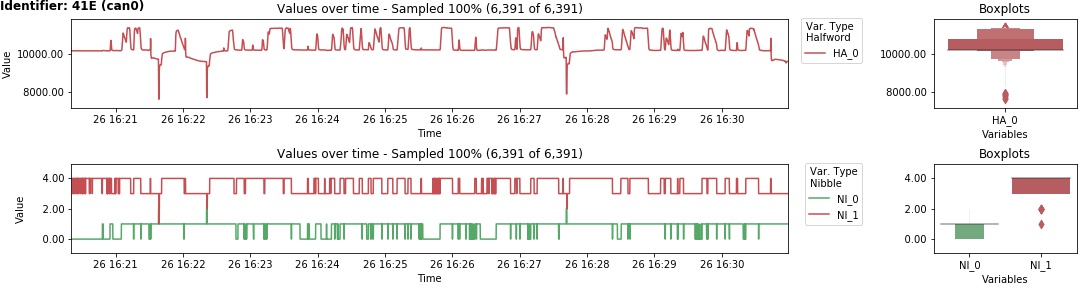 Identifier: 41E (can0)
Values over time - Sampled 100% (6,391 of 6,391)
Value
10000.00
8000.00
26 16:21 26 16:22 26 16:23 26 16:24 26 16:25 26 16:26 26 16:27 26 16:28 26 16:29 26 16:30
Time
Var. Type
Halfword
HA_0
Boxplots
10000.00
8000.00
HA_0
Variables
Values over time - Sampled 100% (6,391 of 6,391)
Value
4.00
2.00
0.00
26 16:21 26 16:22 26 16:23 26 16:24 26 16:25 26 16:26 26 16:27 26 16:28 26 16:29 26 16:30
Time
Var. Type
Nibble
NI_0
NI_1
Boxplots
4.00
2.00
0.00
NI_0 NI_1
Variables